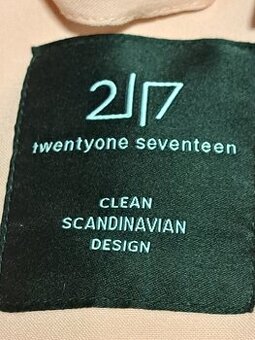 2117
twentyone seventeen
CLEAN
SCANDINAVIAN
DESIGN